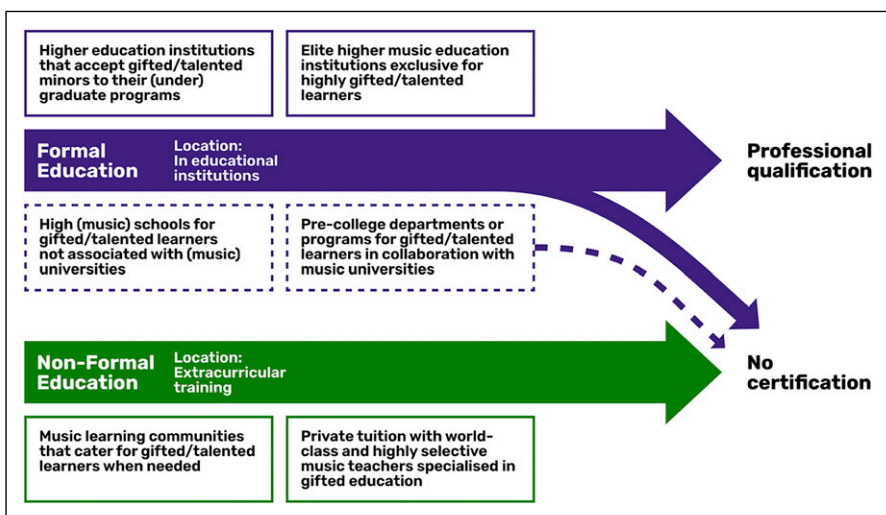 Higher education institutions
that accept gifted/talented
minors to their (under)
graduate programs
Elite higher music education
institutions exclusive for
highly gifted/talented
learners
Formal
Education
Location:
In educational
institutions
Professional
qualification
High (music) schools for
gifted/talented learners
not associated with (music)
universities
Pre-college departments or
programs for gifted/talented
learners in collaboration with
music universities
Non-Formal
Education
Location:
Extracurricular
training
No
certification
Music learning communities
that cater for gifted/talented
learners when needed
Private tuition with world-
class and highly selective
music teachers specialised in
gifted education